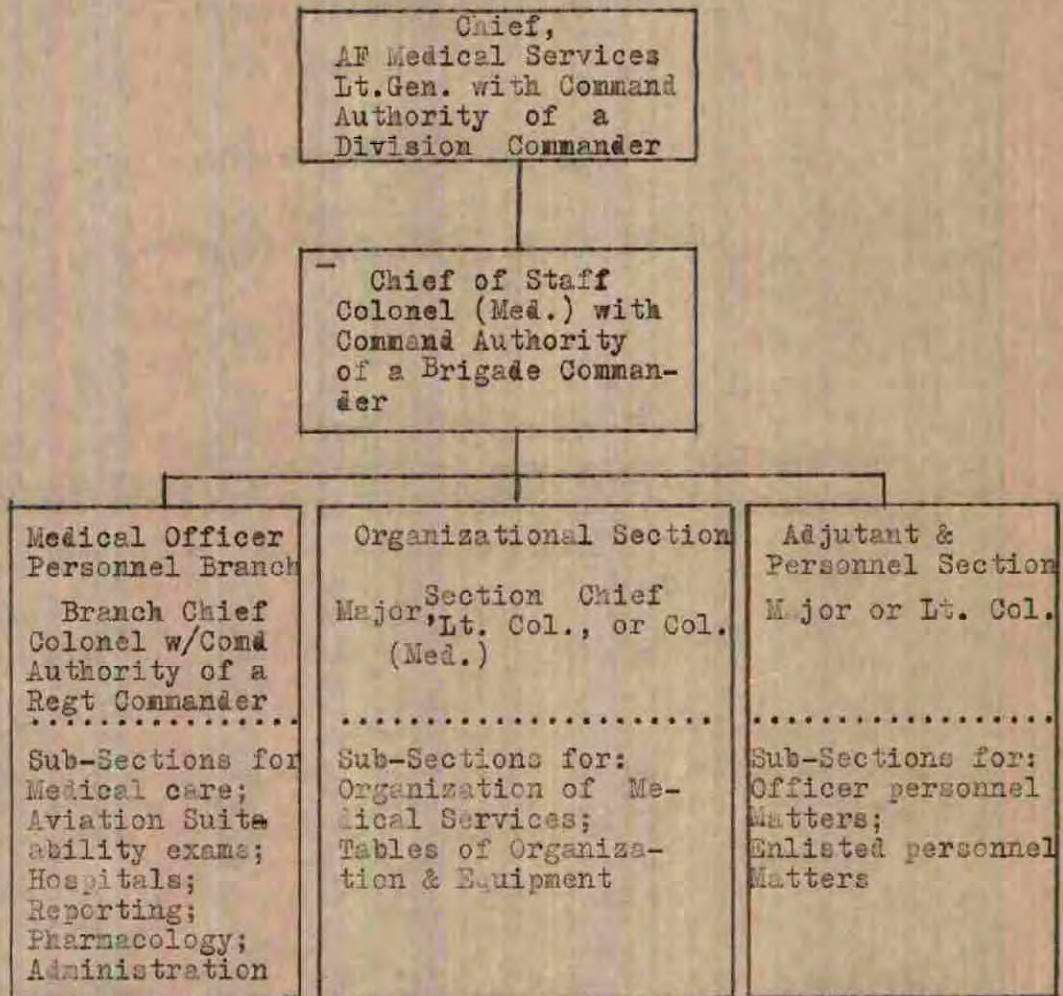 Chief,
AF Medical Services
Lt.Gen. with Command
Authority of a
Division Commander
Chief of Staff
Colonel (Med.) with
Command Authority
of a Brigade Comman-
der
Medical Officer
Personnel Branch
Branch Chief
Colonel w/Comd
Authority of a
Regt Commander
Sub-Sections for
Medical care;
Aviation Suita
ability exams;
Hospitals;
Reporting;
Pharmacology;
Administration
Organizational Section
Section Chief
Major, Lt. Col., or Col.
(Med.)
Sub-Sections for:
Organization of Me-
dical Services;
Tables of Organiza-
tion & Equipment
Adjutant &
Personnel Section
Major or Lt. Col.
Sub-Sections for:
Officer personnel
Matters;
Enlisted personnel
Matters